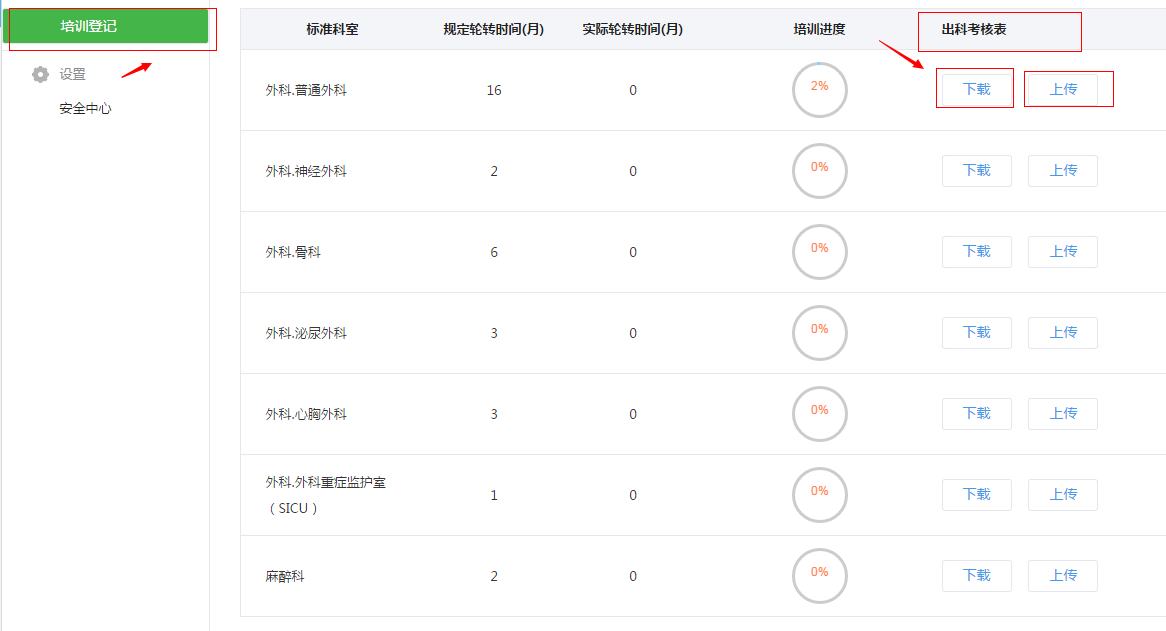 培训登记
设置
安全中心
标准科室 规定轮转时间(月) 实际轮转时间(月) 培训进度 出科考核表
外科.普通外科 16 0 2% 下载 上传
外科.神经外科 2 0 0% 下载 上传
外科.骨科 6 0 0% 下载 上传
外科.泌尿外科 3 0 0% 下载 上传
外科.心胸外科 3 0 0% 下载 上传
外科.外科重症监护室
（SICU） 1 0 0% 下载 上传
麻醉科 2 0 0% 下载 上传